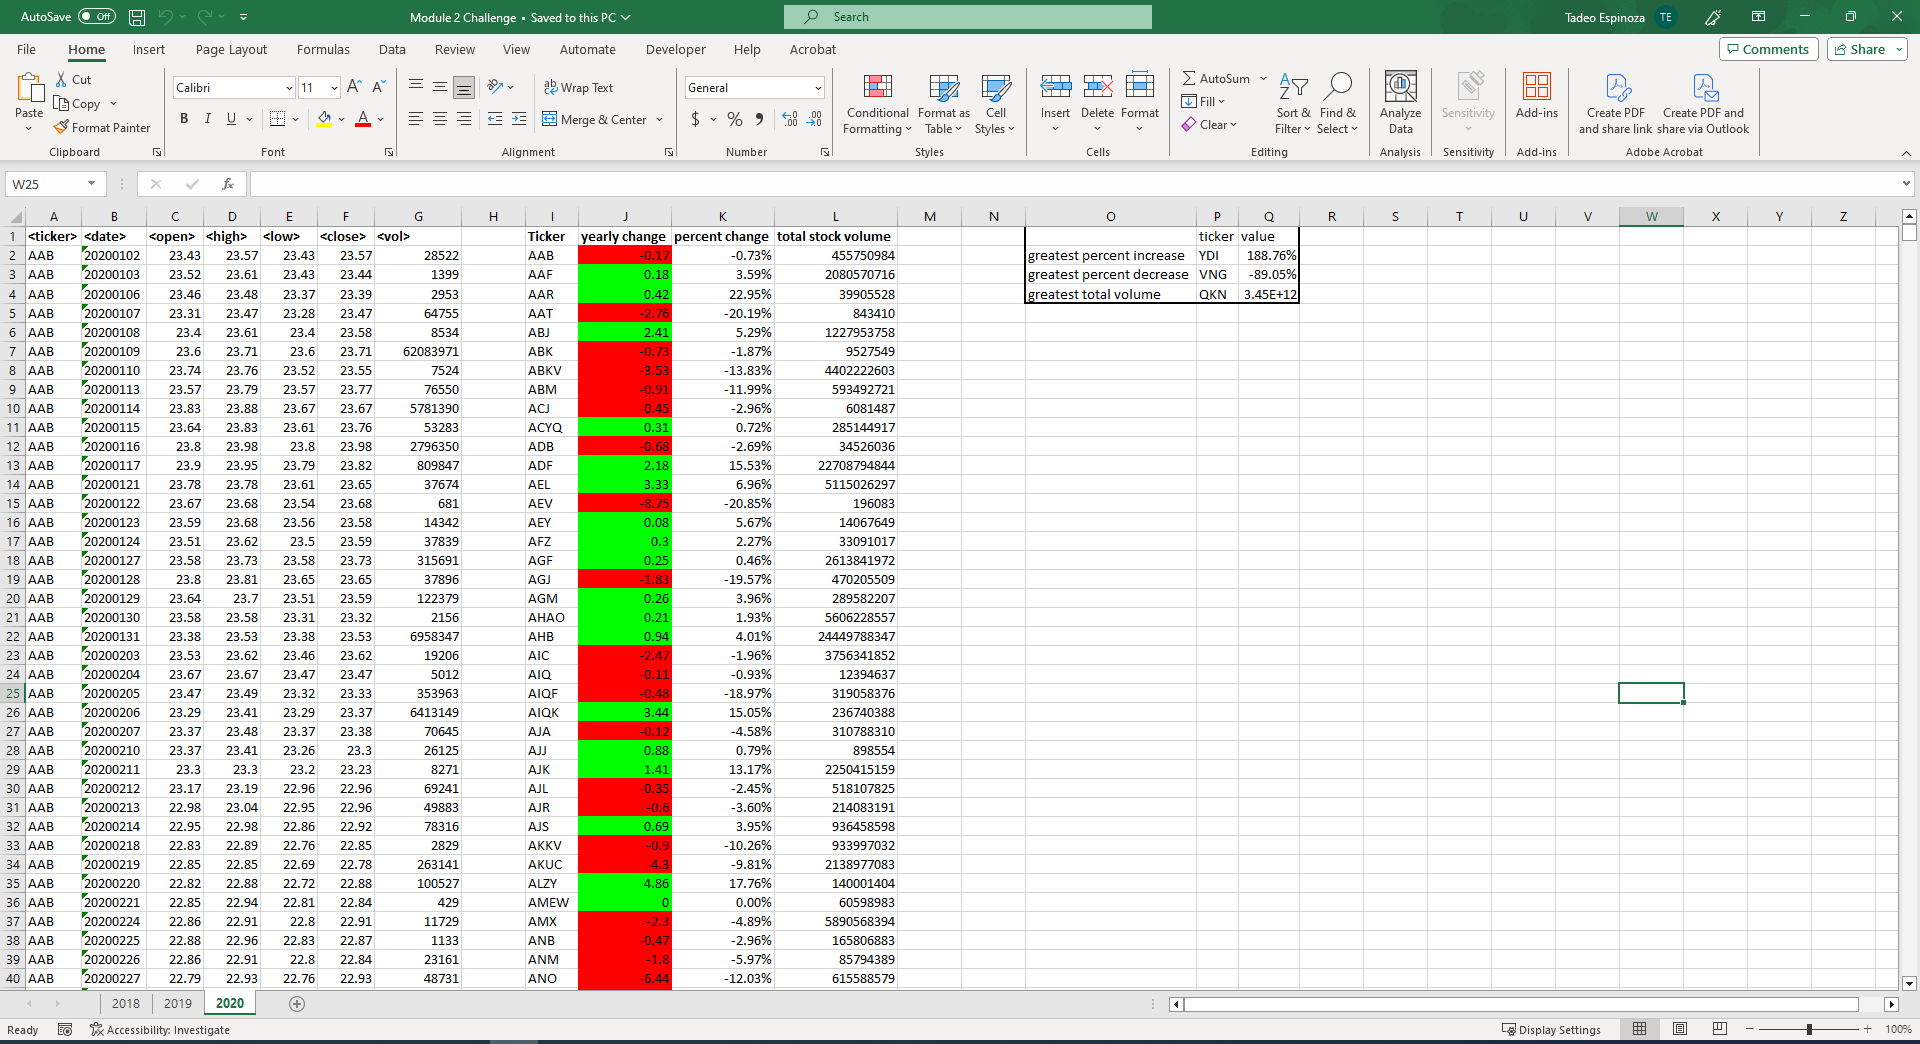 AutoSave Off Module 2 Challenge • Saved to this PC Search Tadeo Espinoza TE
File Home Insert Page Layout Formulas Data Review View Automate Developer Help Acrobat Comments Share
Paste Cut Copy Format Painter Clipboard
Calibri 11 B I U A Font
Wrap Text Merge & Center Alignment
General $ % Number
Conditional Formatting Format as Table Cell Styles Styles
Insert Delete Format Cells
AutoSum Fill Clear Sort & Filter Find & Select Editing
Analyze Data Analysis
Sensitivity Sensitivity
Add-ins Add-ins
Create PDF and share link Create PDF and share via Outlook Adobe Acrobat
W25 fx
A B C D E F G H I J K L M N O P Q R S T U V W X Y Z
1 <ticker> <date> <open> <high> <low> <close> <vol> Ticker yearly change percent change total stock volume ticker value
2 AAB 20200102 23.43 23.57 23.43 23.57 28522 AAB -0.17 -0.73% 455750984 greatest percent increase YDI 188.76%
3 AAB 20200103 23.52 23.61 23.43 23.44 1399 AAF 0.18 3.59% 2080570716 greatest percent decrease VNG -89.05%
4 AAB 20200106 23.46 23.48 23.37 23.39 2953 AAR 0.42 22.95% 39905528 greatest total volume QKN 3.45E+12
5 AAB 20200107 23.31 23.47 23.28 23.47 64755 AAT -2.76 -20.19% 843410
6 AAB 20200108 23.4 23.61 23.4 23.58 8534 ABJ 2.41 5.29% 1227953758
7 AAB 20200109 23.6 23.71 23.6 23.71 62083971 ABK -0.73 -1.87% 9527549
8 AAB 20200110 23.74 23.76 23.52 23.55 7524 ABKV -3.53 -13.83% 4402222603
9 AAB 20200113 23.57 23.79 23.57 23.77 76550 ABM -0.91 -11.99% 593492721
10 AAB 20200114 23.83 23.88 23.67 23.67 5781390 ACJ -0.45 -2.96% 6081487
11 AAB 20200115 23.64 23.83 23.61 23.76 53283 ACYQ 0.31 0.72% 285144917
12 AAB 20200116 23.8 23.98 23.8 23.98 2796350 ADB -0.68 -2.69% 34526036
13 AAB 20200117 23.9 23.95 23.79 23.82 809847 ADF 2.18 15.53% 22708794844
14 AAB 20200121 23.78 23.78 23.61 23.65 37674 AEL 3.33 6.96% 5115026297
15 AAB 20200122 23.67 23.68 23.54 23.68 681 AEV -8.75 -20.85% 196083
16 AAB 20200123 23.59 23.68 23.56 23.58 14342 AEY 0.08 5.67% 14067649
17 AAB 20200124 23.51 23.62 23.5 23.59 37839 AFZ 0.3 2.27% 33091017
18 AAB 20200127 23.58 23.73 23.58 23.73 315691 AGF 0.25 0.46% 2613841972
19 AAB 20200128 23.8 23.81 23.65 23.65 37896 AGJ -1.83 -19.57% 470205509
20 AAB 20200129 23.64 23.7 23.51 23.59 122379 AGM 0.26 3.96% 289582207
21 AAB 20200130 23.58 23.58 23.31 23.32 2156 AHAO 0.21 1.93% 5606228557
22 AAB 20200131 23.38 23.53 23.38 23.53 6958347 AHB 0.94 4.01% 24449788347
23 AAB 20200203 23.53 23.62 23.46 23.62 19206 AIC -2.47 -1.96% 3756341852
24 AAB 20200204 23.67 23.67 23.47 23.47 5012 AIQ -0.11 -0.93% 12394637
25 AAB 20200205 23.47 23.49 23.32 23.33 353963 AIQF -0.48 -18.97% 319058376
26 AAB 20200206 23.29 23.41 23.29 23.37 6413149 AIQK 3.44 15.05% 236740388
27 AAB 20200207 23.37 23.48 23.37 23.38 70645 AJA -0.12 -4.58% 310788310
28 AAB 20200210 23.37 23.41 23.26 23.3 26125 AJJ 0.88 0.79% 898554
29 AAB 20200211 23.3 23.3 23.2 23.23 8271 AJK 1.41 13.17% 2250415159
30 AAB 20200212 23.17 23.19 22.96 22.96 69241 AJL -0.35 -2.45% 518107825
31 AAB 20200213 22.98 23.04 22.95 22.96 49883 AJR -0.6 -3.60% 214083191
32 AAB 20200214 22.95 22.98 22.86 22.92 78316 AJS 0.69 3.95% 936458598
33 AAB 20200218 22.83 22.89 22.76 22.85 2829 AKKV -0.9 -10.26% 933997032
34 AAB 20200219 22.85 22.85 22.69 22.78 263141 AKUC -4.3 -9.81% 2138977083
35 AAB 20200220 22.82 22.88 22.72 22.88 100527 ALZY 4.86 17.76% 140001404
36 AAB 20200221 22.85 22.94 22.81 22.84 429 AMEW 0 0.00% 60598983
37 AAB 20200224 22.86 22.91 22.8 22.91 11729 AMX -2.3 -4.89% 5890568394
38 AAB 20200225 22.88 22.96 22.83 22.87 1133 ANB -0.47 -2.96% 165806883
39 AAB 20200226 22.86 22.91 22.8 22.84 23161 ANM -1.8 -5.97% 85794389
40 AAB 20200227 22.79 22.93 22.76 22.93 48731 ANO -6.44 -12.03% 615588579
2018 2019 2020
Ready Accessibility: Investigate Display Settings 100%